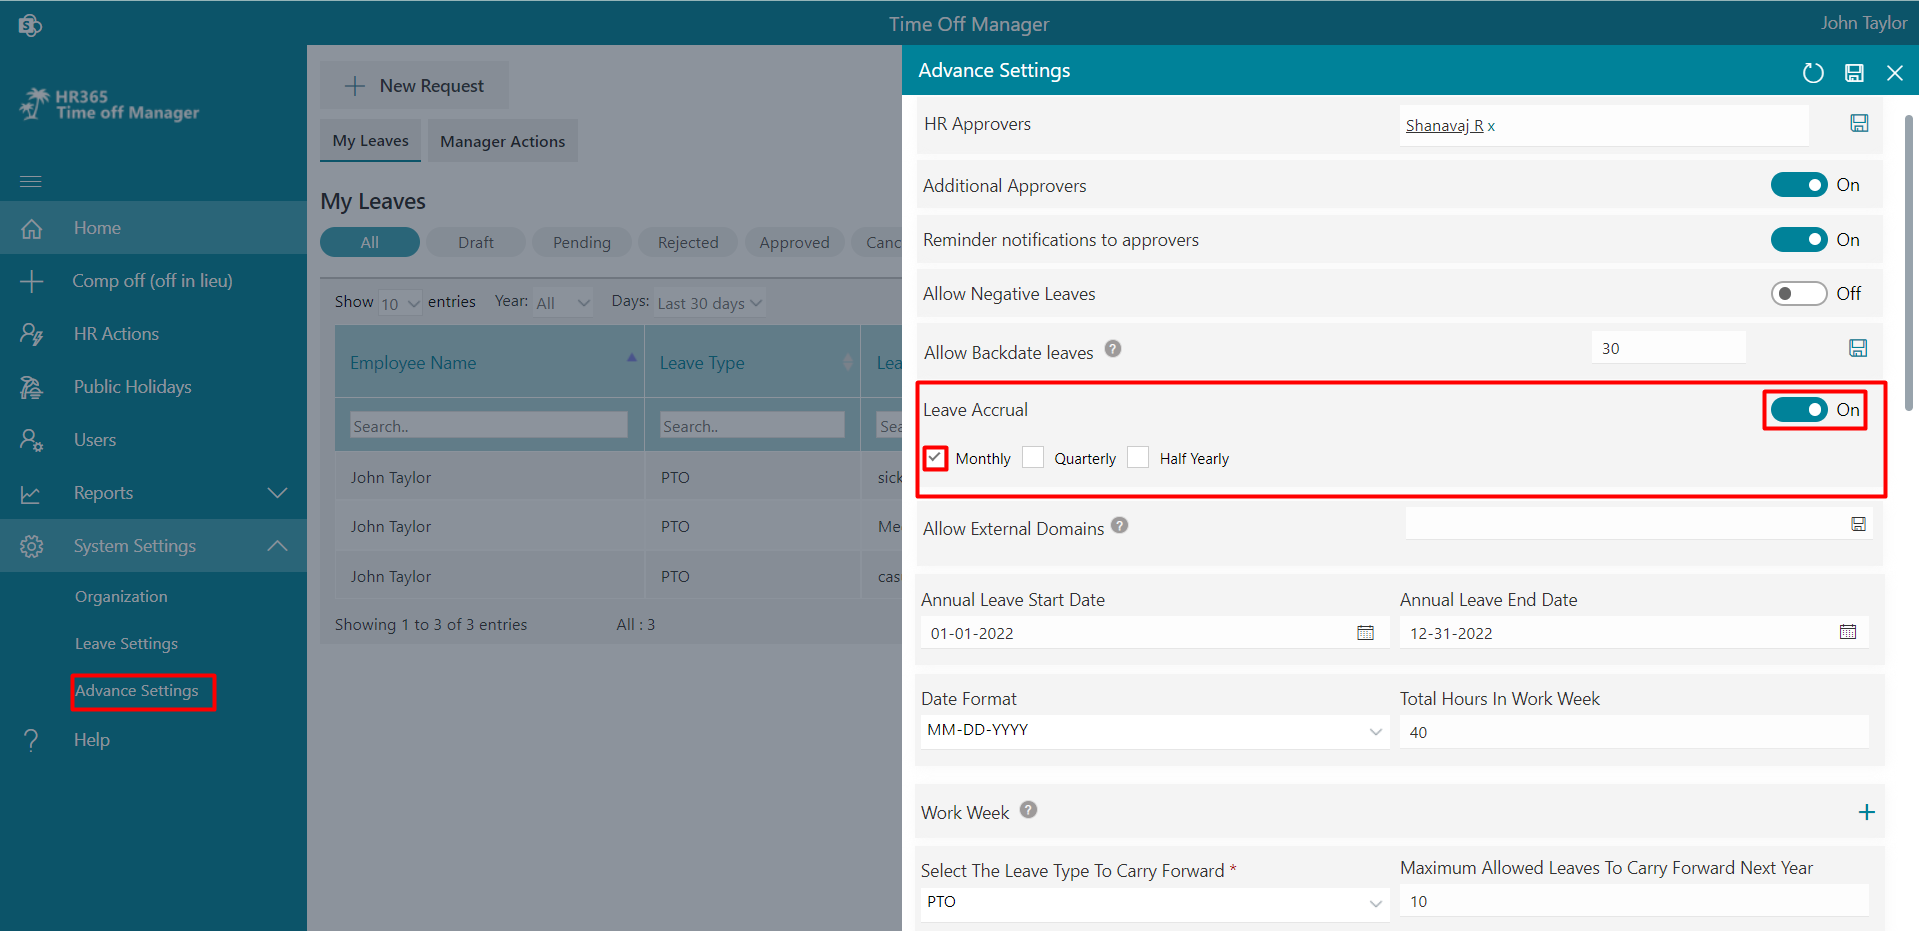 Time Off Manager
John Taylor
HR365
Time off Manager
Home
Comp off (off in lieu)
HR Actions
Public Holidays
Users
Reports
System Settings
Organization
Leave Settings
Advance Settings
Help
New Request
My Leaves
Manager Actions
My Leaves
All
Draft
Pending
Rejected
Approved
Canc
Show 10 entries
Year: All
Days: Last 30 days
Employee Name
Leave Type
Lea
Search..
Search..
Sea
John Taylor
PTO
sick
John Taylor
PTO
Me
John Taylor
PTO
cas
Showing 1 to 3 of 3 entries
All : 3
Advance Settings
HR Approvers
Shanavaj R x
Additional Approvers
On
Reminder notifications to approvers
On
Allow Negative Leaves
Off
Allow Backdate leaves ?
30
Leave Accrual
On
Monthly
Quarterly
Half Yearly
Allow External Domains ?
Annual Leave Start Date
Annual Leave End Date
01-01-2022
12-31-2022
Date Format
Total Hours In Work Week
MM-DD-YYYY
40
Work Week ?
Select The Leave Type To Carry Forward *
Maximum Allowed Leaves To Carry Forward Next Year
PTO
10